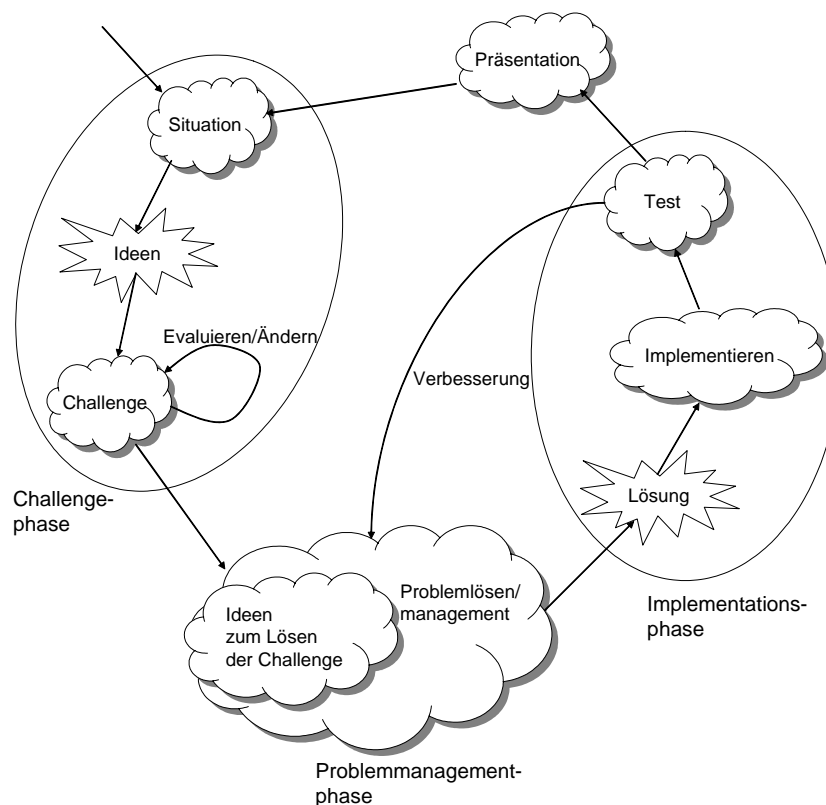 Präsentation
Situation
Test
Ideen
Evaluieren/Ändern
Implementieren
Verbesserung
Challenge
Lösung
Challenge-
phase
Problemlösen/
management
Ideen
zum Lösen
der Challenge
Implementations-
phase
Problemmanagement-
phase